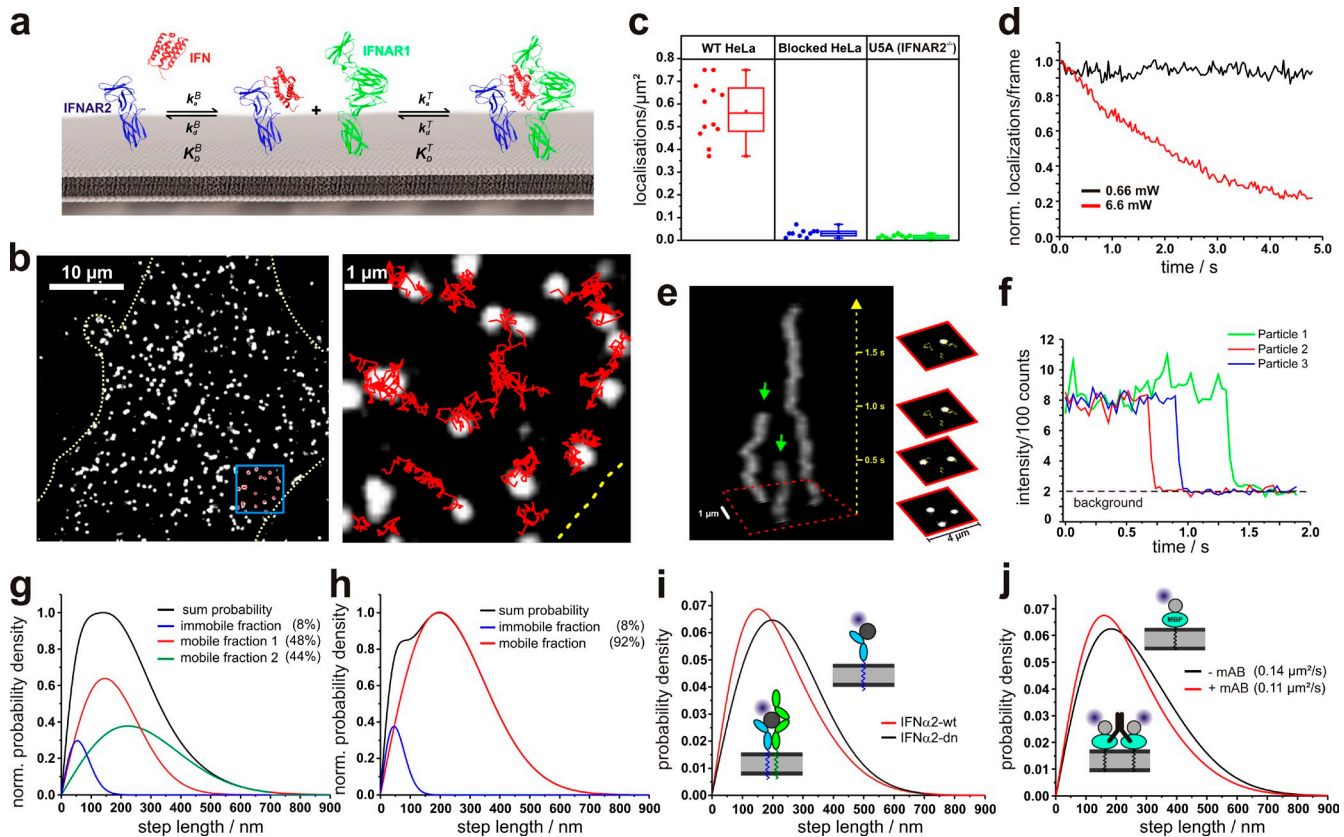 a
IFN
IFNAR1
IFNAR2
k_a^B
k_d^B
K_D^B
+
k_a^T
k_d^T
K_D^T
b
10 µm
1 µm
c
WT HeLa
Blocked HeLa
U5A (IFNAR2-/-)
localisations/µm²
0.8
0.7
0.6
0.5
0.4
0.3
0.2
0.1
0.0
d
norm. localizations/frame
1.0
0.8
0.6
0.4
0.2
0.66 mW
6.6 mW
0.0
1.0
2.0
3.0
4.0
5.0
time / s
e
1.5 s
1.0 s
0.5 s
1 µm
4 µm
f
Particle 1
Particle 2
Particle 3
intensity/100 counts
12
10
8
6
4
2
0
background
0.0
0.5
1.0
1.5
2.0
time / s
g
norm. probability density
1.0
0.8
0.6
0.4
0.2
0.0
sum probability
immobile fraction (8%)
mobile fraction 1 (48%)
mobile fraction 2 (44%)
0 100 200 300 400 500 600 700 800 900
step length / nm
h
norm. probability density
1.0
0.8
0.6
0.4
0.2
0.0
sum probability
immobile fraction (8%)
mobile fraction (92%)
0 100 200 300 400 500 600 700 800 900
step length / nm
i
probability density
0.07
0.06
0.05
0.04
0.03
0.02
0.01
0.00
IFNα2-wt
IFNα2-dn
0 100 200 300 400 500 600 700 800 900
step length / nm
j
probability density
0.07
0.06
0.05
0.04
0.03
0.02
0.01
0.00
MBP
- mAB (0.14 µm²/s)
+ mAB (0.11 µm²/s)
0 100 200 300 400 500 600 700 800 900
step length / nm